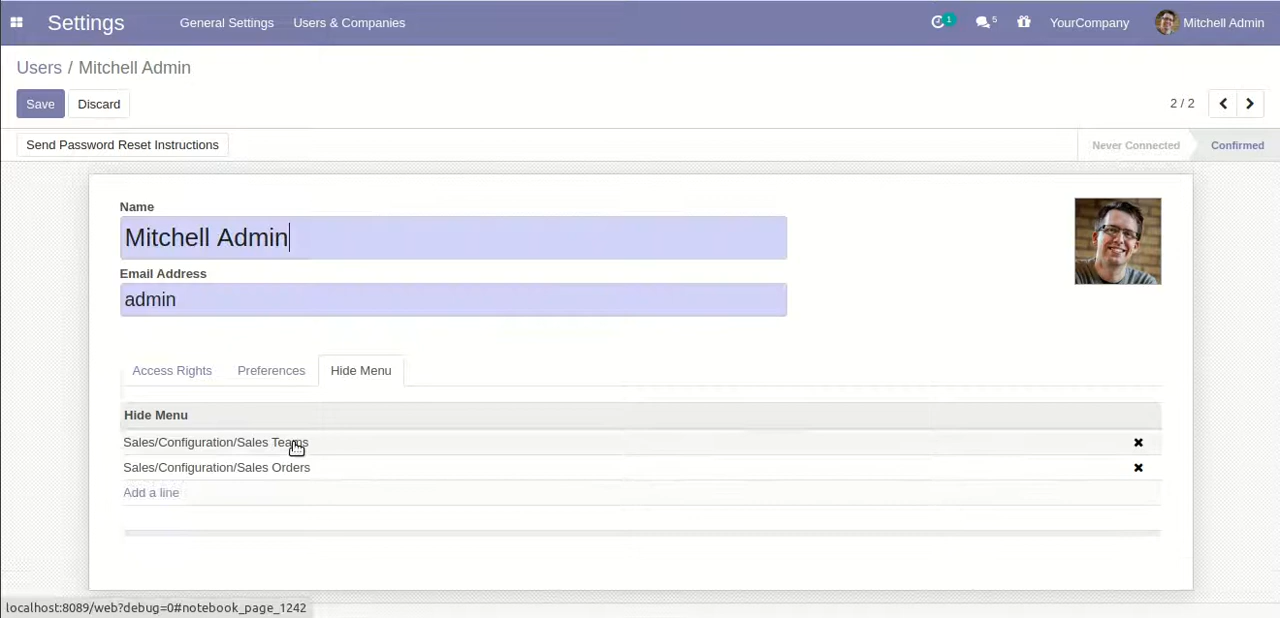 Settings General Settings Users & Companies 1 5 YourCompany Mitchell Admin
Users / Mitchell Admin
Save Discard 2 / 2
Send Password Reset Instructions Never Connected Confirmed
Name
Mitchell Admin
Email Address
admin
Access Rights Preferences Hide Menu
Hide Menu
Sales/Configuration/Sales Teams
Sales/Configuration/Sales Orders
Add a line
localhost:8089/web?debug=0#notebook_page_1242